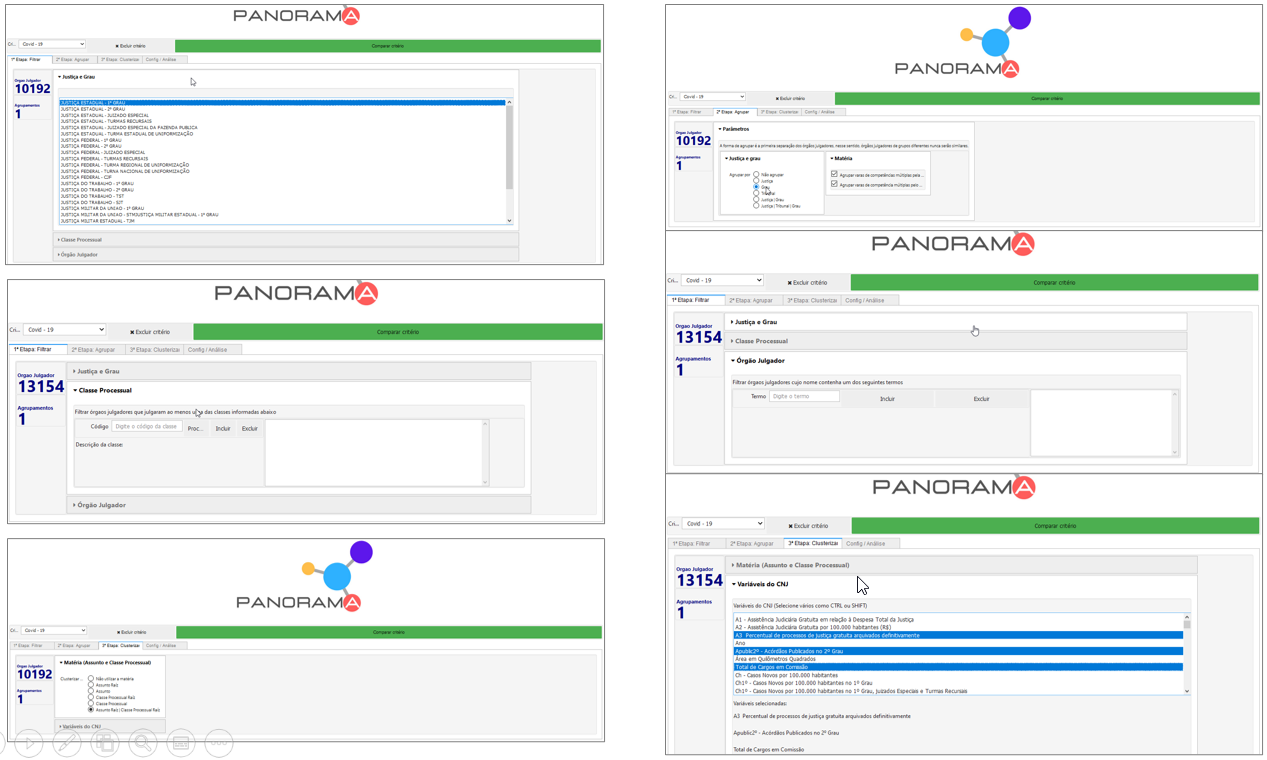 PANORAMA
Cri... Covid - 19 ✖ Excluir critério Comparar critério
1ª Etapa: Filtrar 2ª Etapa: Agrupar 3ª Etapa: Clusterizar Config / Análise
Orgao Julgador
10192
Agrupamentos
1
Justiça e Grau
JUSTIÇA ESTADUAL - 1º GRAU
JUSTIÇA ESTADUAL - 2º GRAU
JUSTIÇA ESTADUAL - JUIZADO ESPECIAL
JUSTIÇA ESTADUAL - TURMAS RECURSAIS
JUSTIÇA ESTADUAL - JUIZADO ESPECIAL DA FAZENDA PUBLICA
JUSTIÇA ESTADUAL - TURMA ESTADUAL DE UNIFORMIZAÇÃO
JUSTIÇA FEDERAL - 1º GRAU
JUSTIÇA FEDERAL - 2º GRAU
JUSTIÇA FEDERAL - JUIZADO ESPECIAL
JUSTIÇA FEDERAL - TURMAS RECURSAIS
JUSTIÇA FEDERAL - TURMA REGIONAL DE UNIFORMIZAÇÃO
JUSTIÇA FEDERAL - TURNA NACIONAL DE UNIFORMIZAÇÃO
JUSTIÇA FEDERAL - CJF
JUSTIÇA DO TRABALHO - 1º GRAU
JUSTIÇA DO TRABALHO - 2º GRAU
JUSTIÇA DO TRABALHO - TST
JUSTIÇA DO TRABALHO - SJT
JUSTIÇA MILITAR DA UNIAO - 1º GRAU
JUSTIÇA MILITAR DA UNIAO - STMJUSTIÇA MILITAR ESTADUAL - 1º GRAU
JUSTIÇA MILITAR ESTADUAL - TJM
Classe Processual
Órgão Julgador
PANORAMA
Cri... Covid - 19 ✖ Excluir critério Comparar critério
1ª Etapa: Filtrar 2ª Etapa: Agrupar 3ª Etapa: Clusterizar Config / Análise
Orgao Julgador
13154
Agrupamentos
1
Justiça e Grau
Classe Processual
Filtrar órgãos julgadores que julgaram ao menos uma das classes informadas abaixo
Código Digite o código da classe Proc... Incluir Excluir
Descrição da classe:
Órgão Julgador
PANORAMA
Cri... Covid - 19 ✖ Excluir critério Comparar critério
1ª Etapa: Filtrar 2ª Etapa: Agrupar 3ª Etapa: Clusterizar Config / Análise
Orgao Julgador
10192
Agrupamentos
1
Matéria (Assunto e Classe Processual)
Clusterizar ... Não utilizar a matéria
Assunto Raiz
Assunto
Classe Processual Raiz
Classe Processual
Assunto Raiz / Classe Processual Raiz
Variáveis do CNJ
PANORAMA
Cri... Covid - 19 ✖ Excluir critério Comparar critério
1ª Etapa: Filtrar 2ª Etapa: Agrupar 3ª Etapa: Clusterizar Config / Análise
Orgao Julgador
10192
Agrupamentos
1
Parâmetros
A forma de agrupar é a primeira separação dos órgãos julgadores, nesse sentido, órgãos julgadores de grupo diferentes nunca serão similares.
Justiça e grau
Agrupar por Não agrupar
Justiça
Grau
Tribunal
Justiça / Grau
Justiça / Tribunal / Grau
Matéria
Agrupar varas de competências múltiplas pela ...
Agrupar varas de competência múltiplas pelo ...
PANORAMA
Cri... Covid - 19 ✖ Excluir critério Comparar critério
1ª Etapa: Filtrar 2ª Etapa: Agrupar 3ª Etapa: Clusterizar Config / Análise
Orgao Julgador
13154
Agrupamentos
1
Justiça e Grau
Classe Processual
Órgão Julgador
Filtrar órgãos julgadores cujo nome contenha um dos seguintes termos
Termo Digite o termo Incluir Excluir
PANORAMA
Cri... Covid - 19 ✖ Excluir critério Comparar critério
1ª Etapa: Filtrar 2ª Etapa: Agrupar 3ª Etapa: Clusterizar Config / Análise
Orgao Julgador
13154
Agrupamentos
1
Matéria (Assunto e Classe Processual)
Variáveis do CNJ
Variáveis do CNJ (Selecione vários como CTRL ou SHIFT)
A1 - Assistência Judiciária Gratuita em relação à Despesa Total da Justiça
A2 - Assistência Judiciária Gratuita por 100.000 habitantes (R$)
A3  Percentual de processos de justiça gratuita arquivados definitivamente
Ano
Apublic2º - Acórdãos Publicados no 2º Grau
Área em Quilômetros Quadrados
Total de Cargos em Comissão
Ch - Casos Novos por 100.000 habitantes
Ch1º - Casos Novos por 100.000 habitantes no 1º Grau
Ch1º - Casos Novos por 100.000 habitantes no 1º Grau, Juizados Especiais e Turmas Recursais
Variáveis selecionadas:
A3  Percentual de processos de justiça gratuita arquivados definitivamente
Apublic2º - Acórdãos Publicados no 2º Grau
Total de Cargos em Comissão